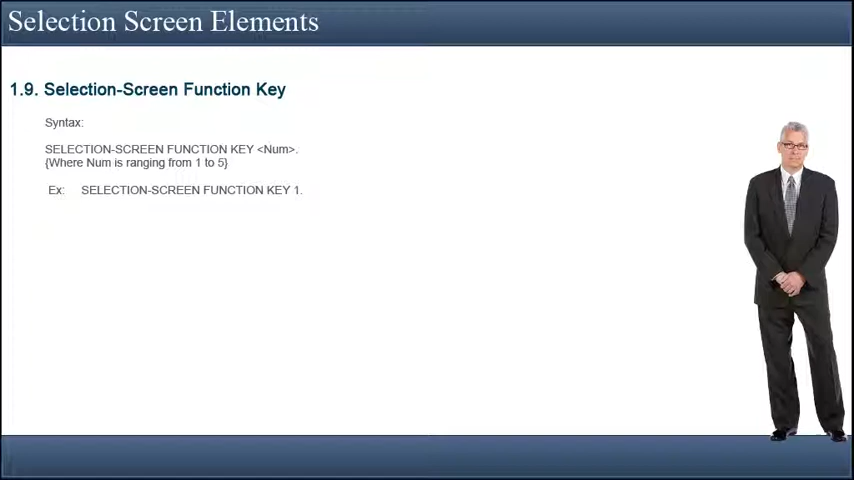 Selection Screen Elements
1.9. Selection-Screen Function Key
Syntax:
SELECTION-SCREEN FUNCTION KEY <Num>.
{Where Num is ranging from 1 to 5}
Ex: SELECTION-SCREEN FUNCTION KEY 1.